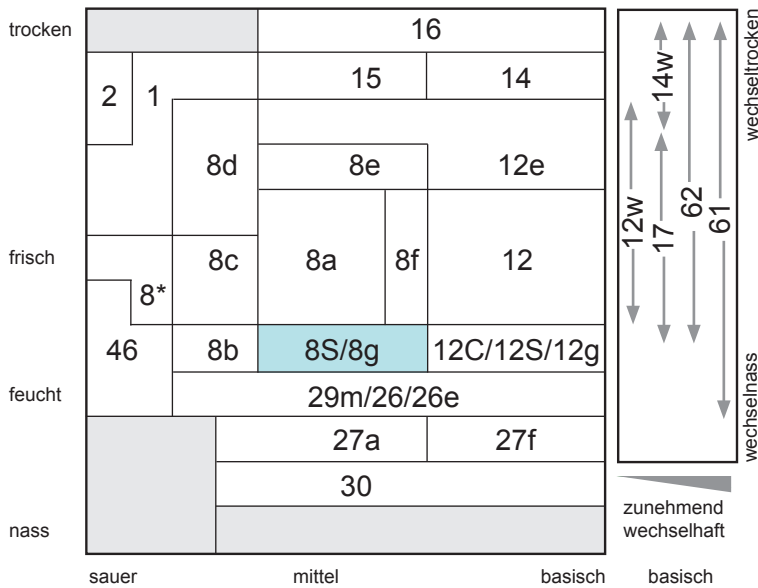 trocken
16
15
14
2
1
8d
8e
12e
frisch
8c
8a
8f
12
8*
46
8b
8S/8g
12C/12S/12g
feucht
29m/26/26e
27a
27f
30
nass
sauer
mittel
basisch
wechseltrocken
14w
12w
17
62
61
wechselnass
zunehmend
wechselhaft
basisch